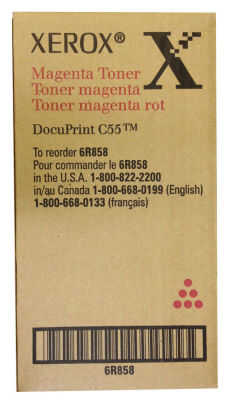 XEROX®
Magenta Toner
Toner magenta
Toner magenta rot
DocuPrint C55™
To reorder 6R858
Pour commander le 6R858
in the U.S.A. 1-800-822-2200
in/au Canada 1-800-668-0199 (English)
1-800-668-0133 (français)
6R858